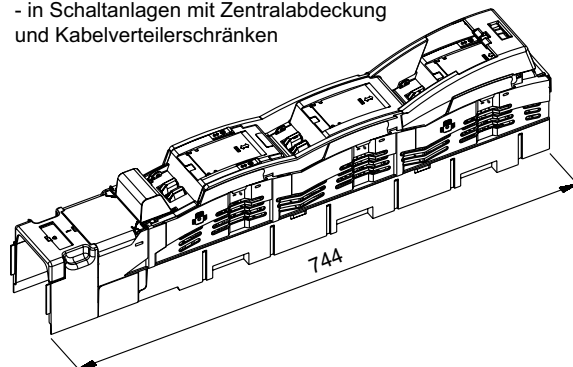 - in Schaltanlagen mit Zentralabdeckung
und Kabelverteilerschränken
744